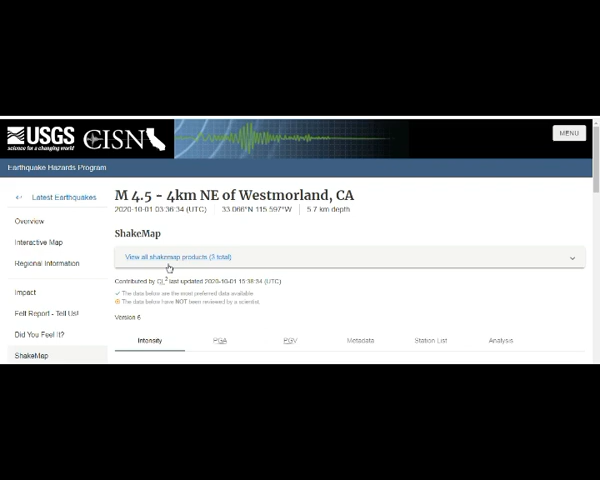 USGS
science for a changing world
CISN
MENU
Earthquake Hazards Program
↩ Latest Earthquakes
Overview
Interactive Map
Regional Information
Impact
Felt Report - Tell Us!
Did You Feel It?
ShakeMap
M 4.5 - 4km NE of Westmorland, CA
2020-10-01 03:36:34 (UTC) | 33.066°N 115.597°W | 5.7 km depth
ShakeMap
View all shakemap products (3 total)
Contributed by last updated 2020-10-01 15:38:34 (UTC)
✓ The data below are the most preferred data available
The data below have NOT been reviewed by a scientist.
Version 6
Intensity PGA PGV Metadata Station List Analysis